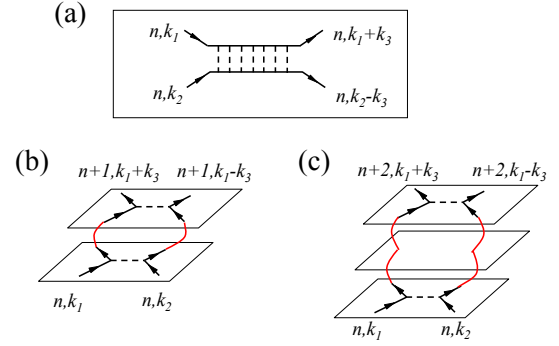 (a)
n,k₁ n,k₁+k₃
n,k₂ n,k₂-k₃
(b)
n+1,k₁+k₃ n+1,k₁-k₃
n,k₁ n,k₂
(c)
n+2,k₁+k₃ n+2,k₁-k₃
n,k₁ n,k₂